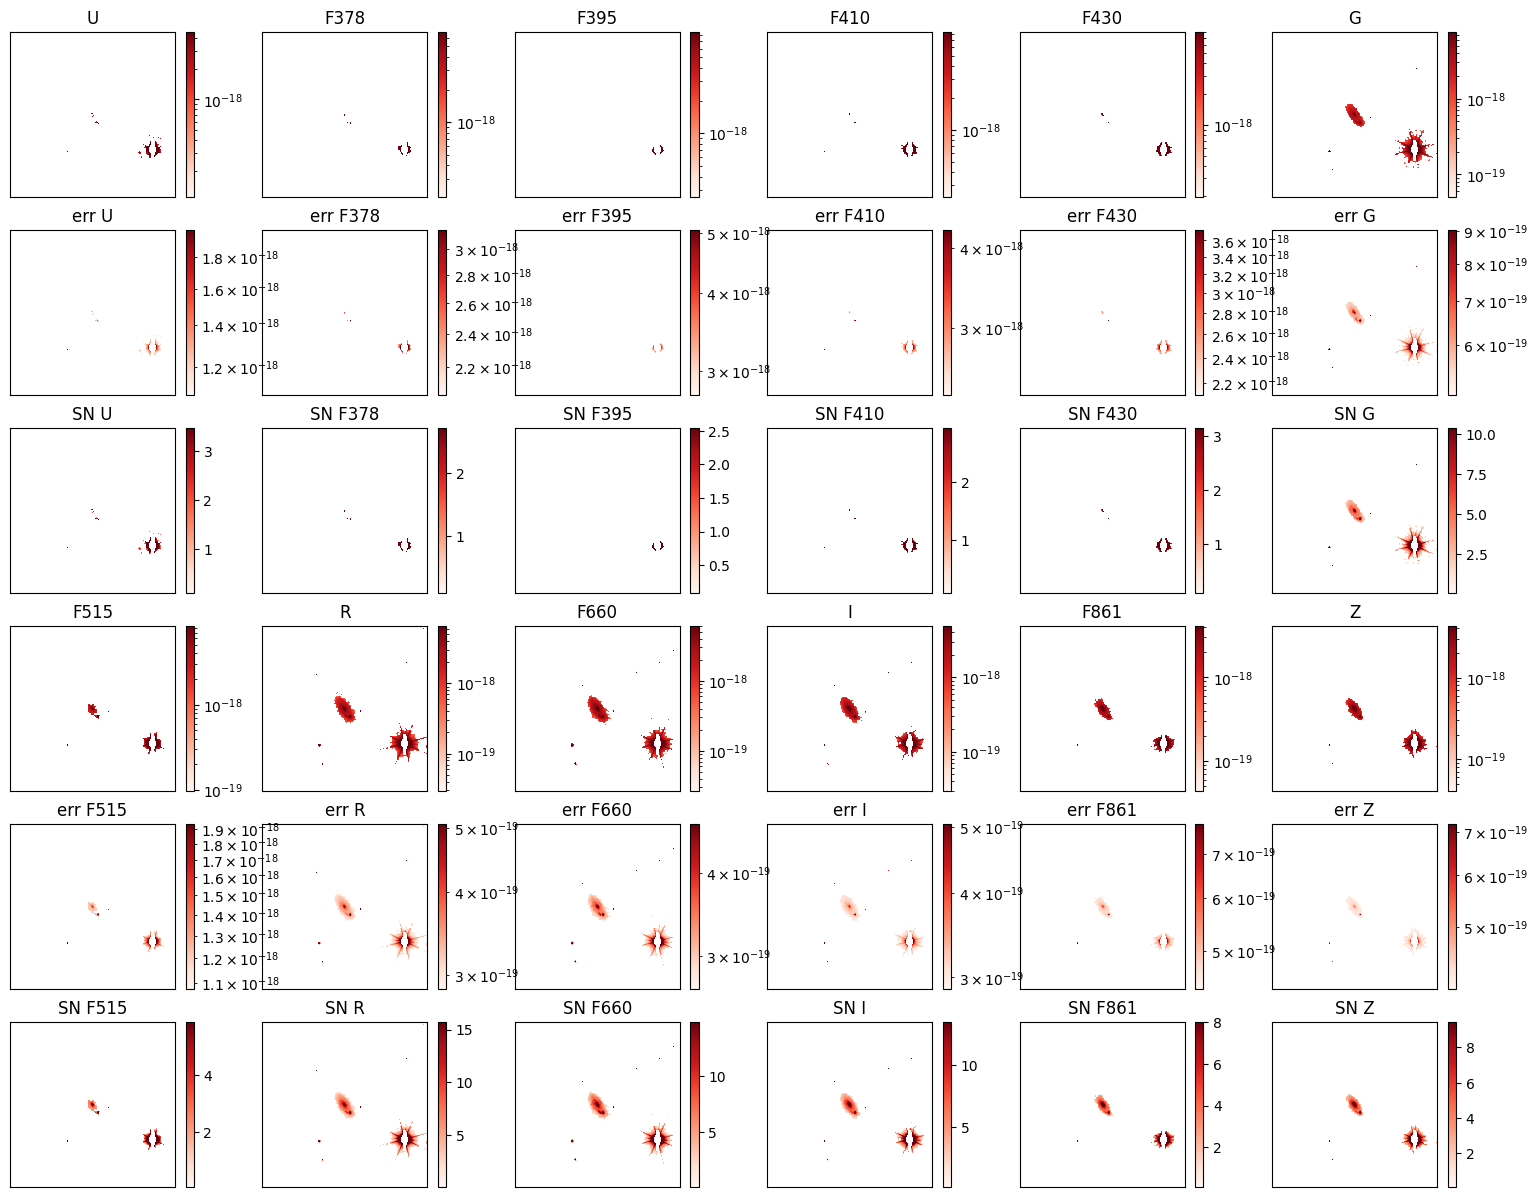 U F378 F395 F410 F430 G
10⁻¹⁸ 10⁻¹⁸ 10⁻¹⁸ 10⁻¹⁸ 10⁻¹⁸ 10⁻¹⁸
10⁻¹⁹
err U err F378 err F395 err F410 err F430 err G
1.8 × 10⁻¹⁸ 3 × 10⁻¹⁸ 5 × 10⁻¹⁸ 4 × 10⁻¹⁸ 3.6 × 10⁻¹⁸ 9 × 10⁻¹⁹
1.6 × 10⁻¹⁸ 2.8 × 10⁻¹⁸ 4 × 10⁻¹⁸ 3 × 10⁻¹⁸ 3.4 × 10⁻¹⁸ 8 × 10⁻¹⁹
1.4 × 10⁻¹⁸ 2.6 × 10⁻¹⁸ 3 × 10⁻¹⁸ 3.2 × 10⁻¹⁸ 7 × 10⁻¹⁹
1.2 × 10⁻¹⁸ 2.4 × 10⁻¹⁸ 3 × 10⁻¹⁸ 6 × 10⁻¹⁹
2.2 × 10⁻¹⁸ 2.8 × 10⁻¹⁸
2.6 × 10⁻¹⁸
2.4 × 10⁻¹⁸
2.2 × 10⁻¹⁸
SN U SN F378 SN F395 SN F410 SN F430 SN G
3 2 2.5 2 3 10.0
2 1 2.0 1 2 7.5
1 1.5 1 5.0
1.0 2.5
0.5
F515 R F660 I F861 Z
10⁻¹⁸ 10⁻¹⁸ 10⁻¹⁸ 10⁻¹⁸ 10⁻¹⁸ 10⁻¹⁸
10⁻¹⁹ 10⁻¹⁹ 10⁻¹⁹ 10⁻¹⁹ 10⁻¹⁹ 10⁻¹⁹
err F515 err R err F660 err I err F861 err Z
1.9 × 10⁻¹⁸ 5 × 10⁻¹⁹ 4 × 10⁻¹⁹ 5 × 10⁻¹⁹ 7 × 10⁻¹⁹ 7 × 10⁻¹⁹
1.8 × 10⁻¹⁸ 4 × 10⁻¹⁹ 3 × 10⁻¹⁹ 4 × 10⁻¹⁹ 6 × 10⁻¹⁹ 6 × 10⁻¹⁹
1.7 × 10⁻¹⁸ 3 × 10⁻¹⁹ 3 × 10⁻¹⁹ 5 × 10⁻¹⁹ 5 × 10⁻¹⁹
1.6 × 10⁻¹⁸
1.5 × 10⁻¹⁸
1.4 × 10⁻¹⁸
1.3 × 10⁻¹⁸
1.2 × 10⁻¹⁸
1.1 × 10⁻¹⁸
SN F515 SN R SN F660 SN I SN F861 SN Z
4 15 10 10 8 8
2 10 5 5 6 6
5 4 4
2 2